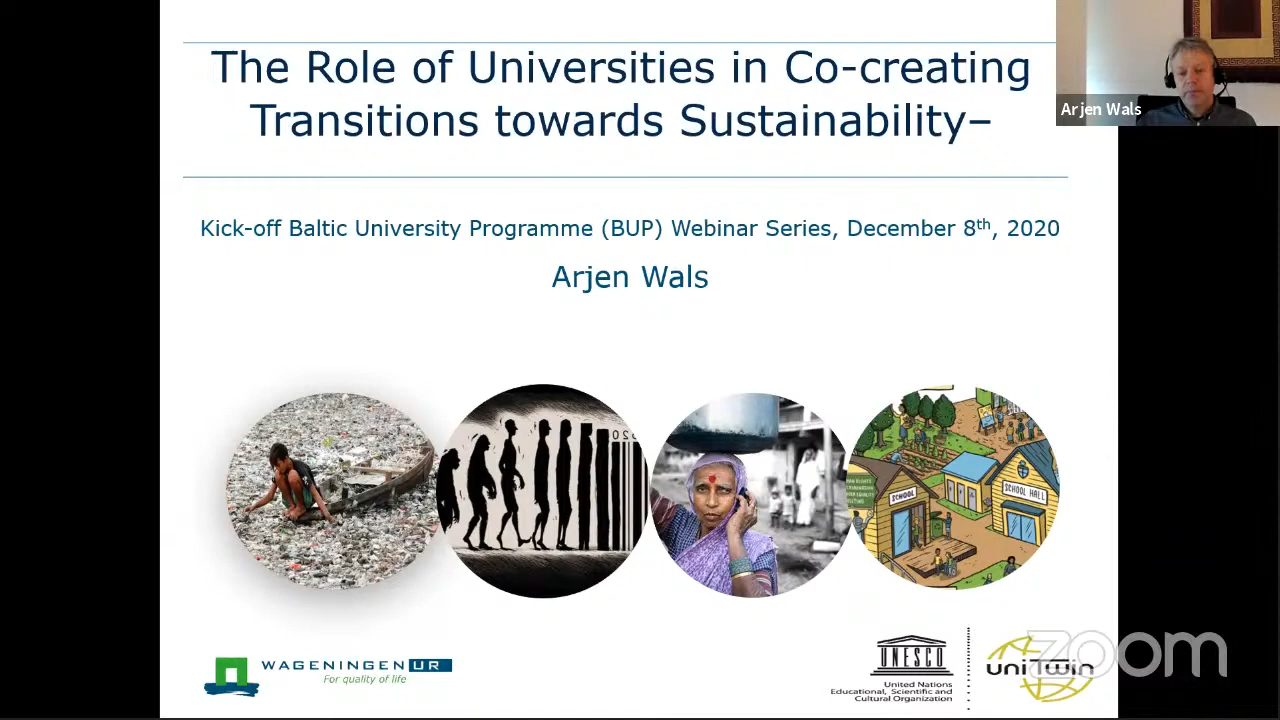 The Role of Universities in Co-creating
Transitions towards Sustainability–
Arjen Wals
Kick-off Baltic University Programme (BUP) Webinar Series, December 8th, 2020
Arjen Wals
SCHOOL
SCHOOL HALL
WAGENINGEN UR
For quality of life
UNESCO
United Nations
Educational, Scientific and
Cultural Organization
uniTwin
zoom